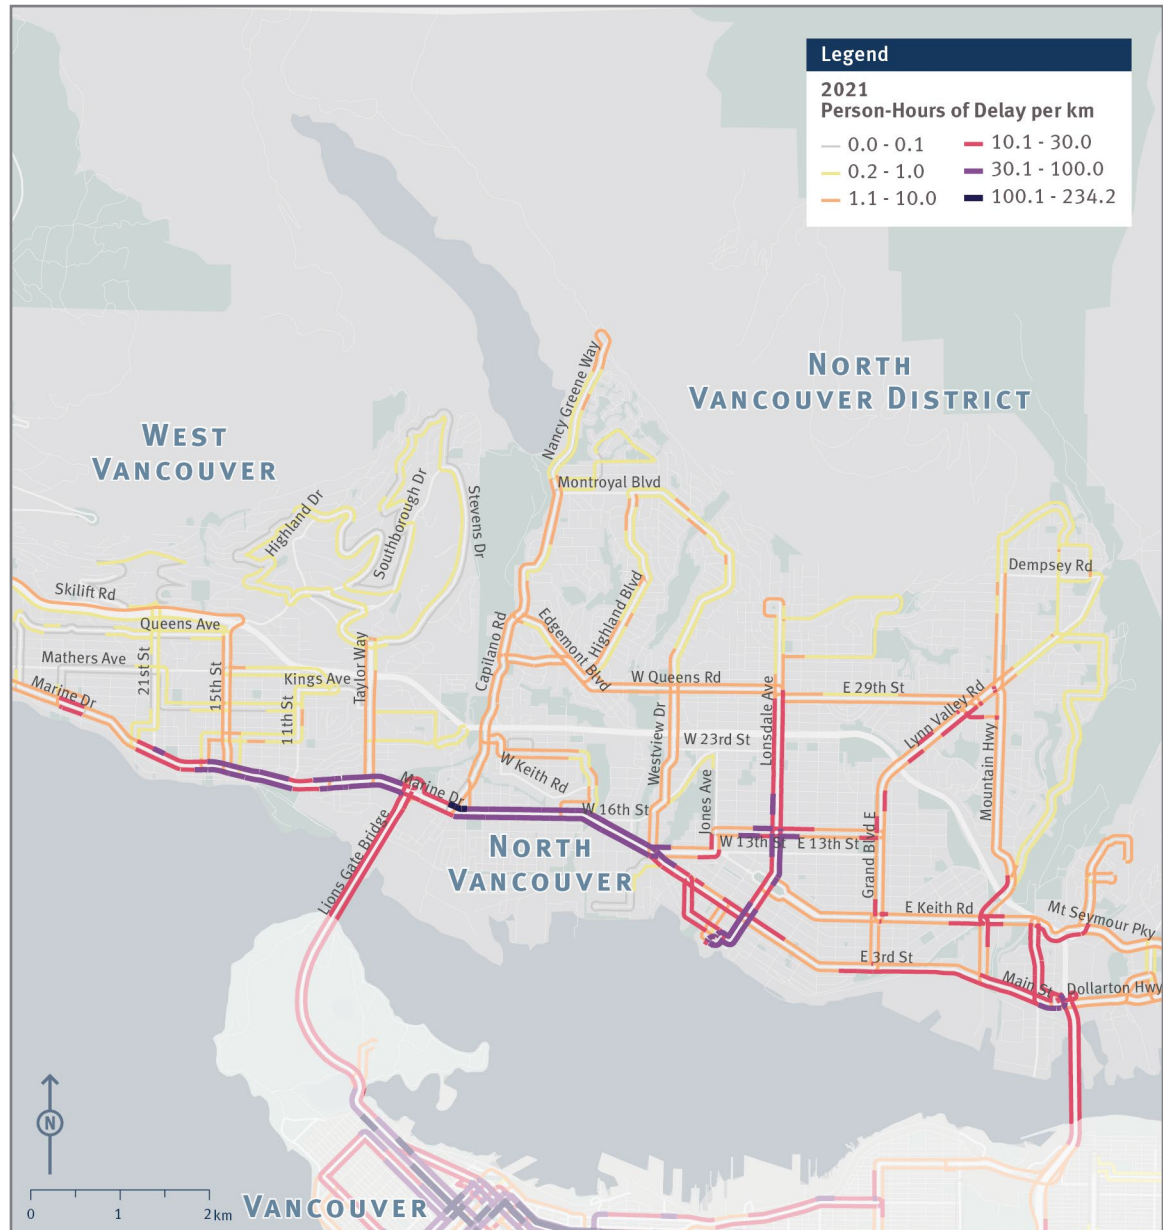 Legend
2021
Person-Hours of Delay per km
0.0 - 0.1
10.1 - 30.0
0.2 - 1.0
30.1 - 100.0
1.1 - 10.0
100.1 - 234.2
NORTH
VANCOUVER DISTRICT
WEST
VANCOUVER
Nancy Greene Way
Montroyal Blvd
Highland Dr
Southborough Dr
Stevens Dr
Dempsey Rd
Skilift Rd
Queens Ave
Mathers Ave
21st St
15th St
11th St
Kings Ave
Taylor Way
Marine Dr
Capilano Rd
Edgemont Blvd
Highland Blvd
W Queens Rd
E 29th St
Lynn Valley Rd
Lonsdale Ave
Westview Dr
W 23rd St
Mountain Hwy
W Keith Rd
Marine Dr
W 16th St
Jones Ave
W 13th St
E 13th St
Grand Blvd E
NORTH
VANCOUVER
Lions Gate Bridge
E Keith Rd
Mt Seymour Pky
E 3rd St
Main St
Dollarton Hwy
N
0
1
2 km
VANCOUVER